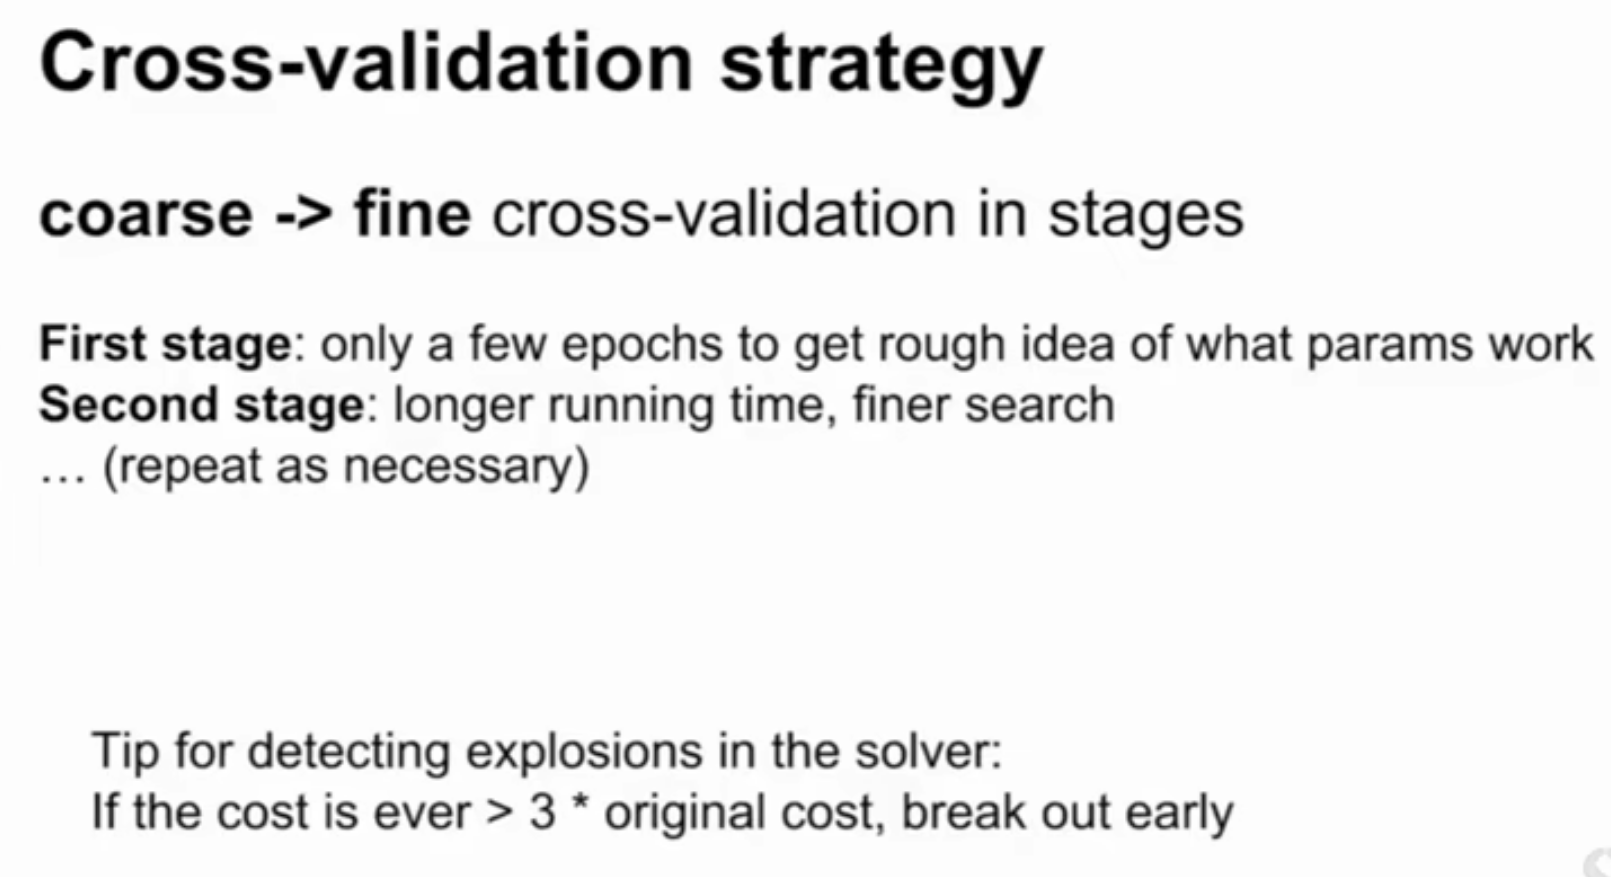 Cross-validation strategy
coarse -> fine cross-validation in stages
First stage: only a few epochs to get rough idea of what params work
Second stage: longer running time, finer search
… (repeat as necessary)
Tip for detecting explosions in the solver:
If the cost is ever > 3 * original cost, break out early